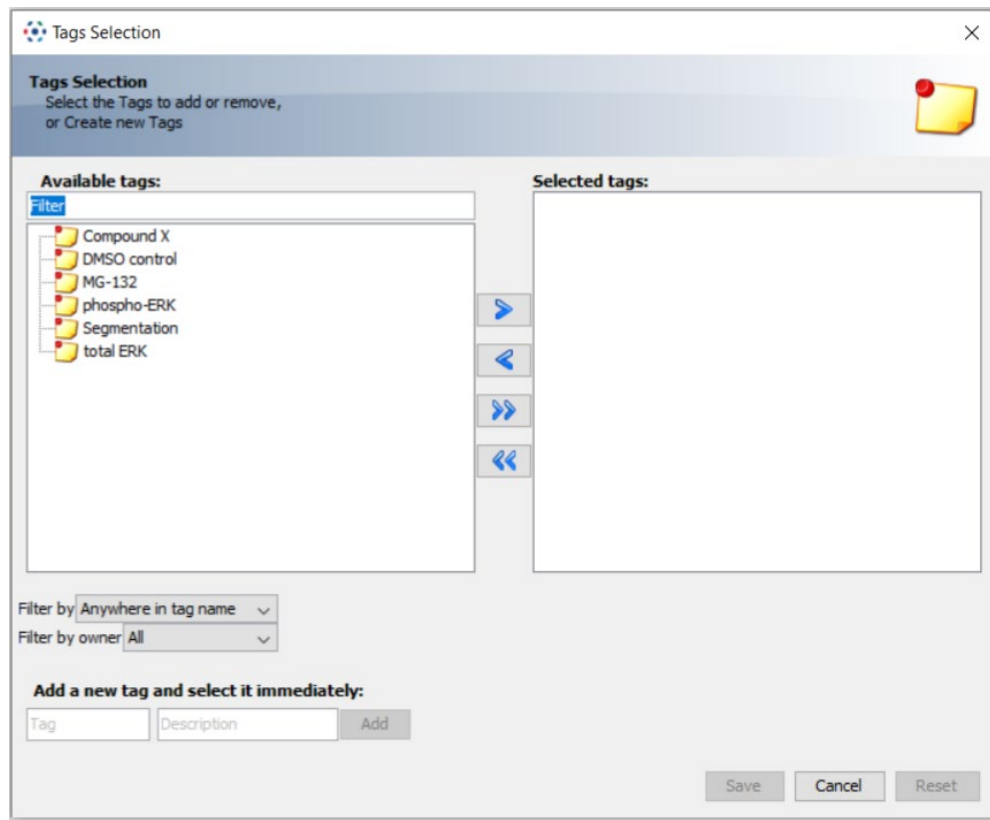 Tags Selection
Tags Selection
Select the Tags to add or remove,
or Create new Tags
Available tags:
Selected tags:
Filter
Compound X
DMSO control
MG-132
phospho-ERK
Segmentation
total ERK
Filter by Anywhere in tag name
Filter by owner All
Add a new tag and select it immediately:
Tag Description Add
Save Cancel Reset